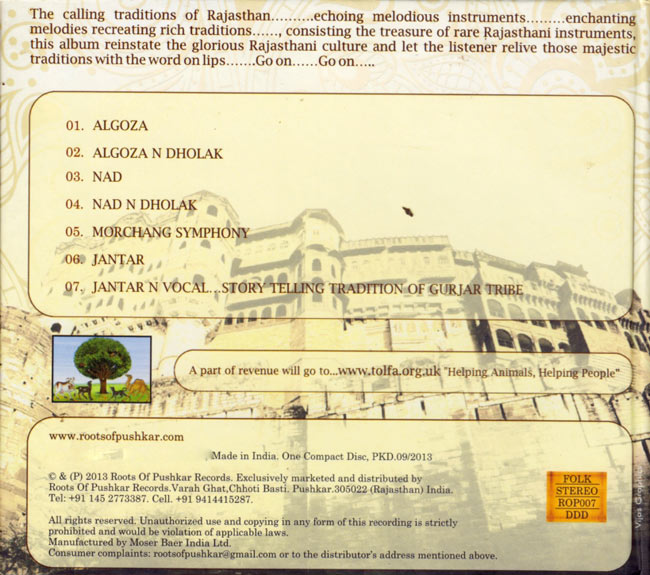 The calling traditions of Rajasthan..........echoing melodious instruments.........enchanting
melodies recreating rich traditions......, consisting the treasure of rare Rajasthani instruments,
this album reinstate the glorious Rajasthani culture and let the listener relive those majestic
traditions with the word on lips.......Go on......Go on.....
01. ALGOZA
02. ALGOZA N DHOLAK
03. NAD
04. NAD N DHOLAK
05. MORCHANG SYMPHONY
06. JANTAR
07. JANTAR N VOCAL...STORY TELLING TRADITION OF GURJAR TRIBE
A part of revenue will go to...www.tolfa.org.uk "Helping Animals, Helping People"
www.rootsofpushkar.com
Made in India. One Compact Disc, PKD.09/2013
© & (P) 2013 Roots Of Pushkar Records. Exclusively marketed and distributed by
Roots Of Pushkar Records.Varah Ghat,Chhoti Basti. Pushkar.305022 (Rajasthan) India.
Tel: +91 145 2773387. Cell. +91 9414415287.
All rights reserved. Unauthorized use and copying in any form of this recording is strictly
prohibited and would be violation of applicable laws.
Manufactured by Moser Baer India Ltd.
Consumer complaints: rootsofpushkar@gmail.com or to the distributor's address mentioned above.
FOLK
STEREO
ROP007
DDD